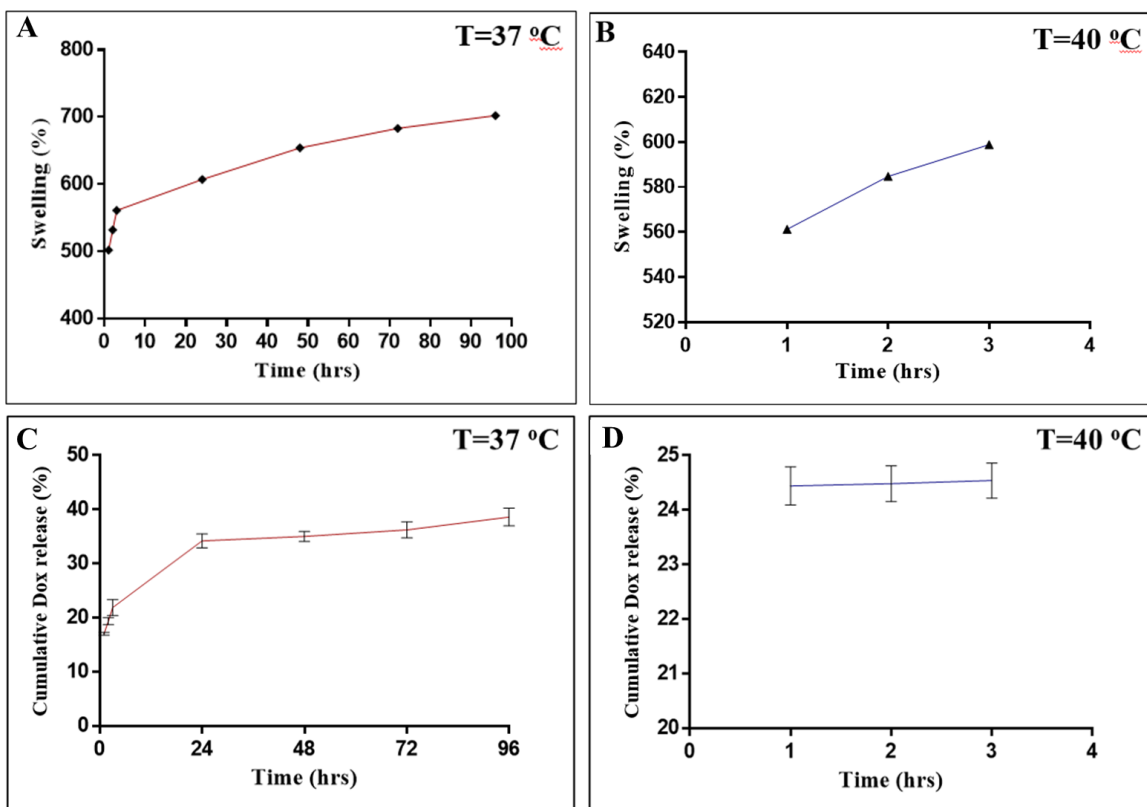 A
T=37 ºC
800
700
600
500
400
Swelling (%)
0 10 20 30 40 50 60 70 80 90 100
Time (hrs)
B
T=40 ºC
640
620
600
580
560
540
520
Swelling (%)
0 1 2 3 4
Time (hrs)
C
T=37 ºC
50
40
30
20
10
0
Cumulative Dox release (%)
0 24 48 72 96
Time (hrs)
D
T=40 ºC
25
24
23
22
21
20
Cumulative Dox release (%)
0 1 2 3 4
Time (hrs)